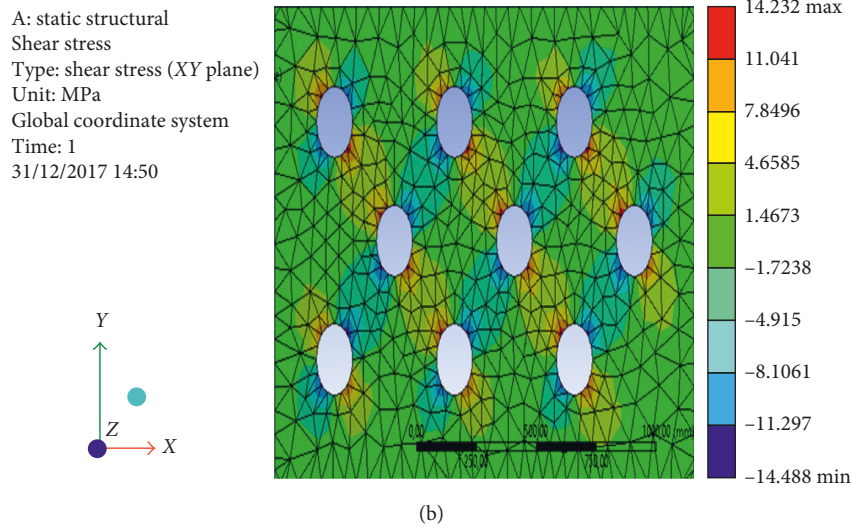 A: static structural
Shear stress
Type: shear stress (XY plane)
Unit: MPa
Global coordinate system
Time: 1
31/12/2017 14:50
14.232 max
11.041
7.8496
4.6585
1.4673
–1.7238
–4.915
–8.1061
–11.297
–14.488 min
Y
Z
X
0,00 500,00 1000,00 (mm)
250,00 750,00
(b)